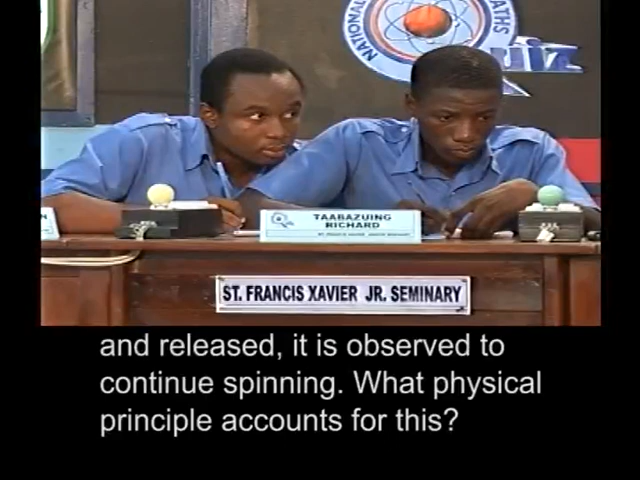 NATIONAL
MATHS
uiz
N
TAABAZUING
RICHARD
ST. FRANCIS XAVIER JR. SEMINARY
and released, it is observed to
continue spinning. What physical
principle accounts for this?